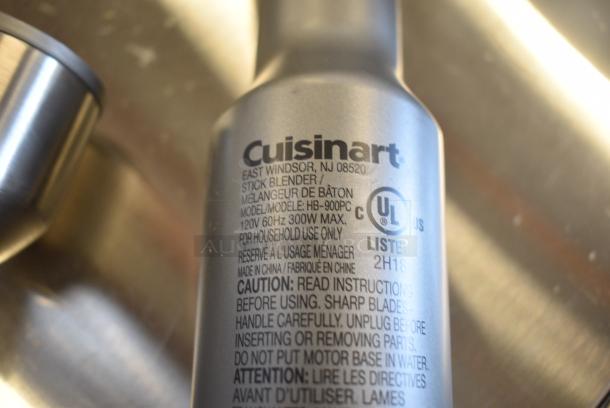 Cuisinart
EAST WINDSOR, NJ 08520
STICK BLENDER /
MÉLANGEUR DE BÂTON
MODEL/MODELE: HB-900PC
120V 60Hz 300W MAX.
FOR HOUSEHOLD USE ONLY
RÉSERVÉ À L'USAGE MÉNAGER
MADE IN CHINA / FABRIQUÉ EN CHINE
C UL ® US
LISTED
CAUTION: READ INSTRUCTIONS
BEFORE USING. SHARP BLADES
HANDLE CAREFULLY. UNPLUG BEFORE
INSERTING OR REMOVING PARTS.
DO NOT PUT MOTOR BASE IN WATER.
ATTENTION: LIRE LES DIRECTIVES
AVANT D'UTILISER. LAMES